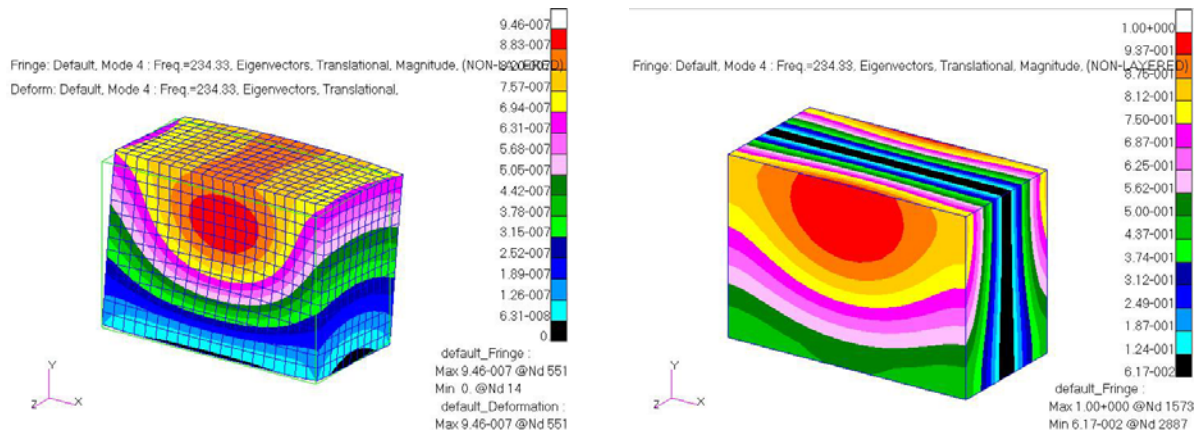 9.46-007
8.83-007
Fringe: Default, Mode 4 : Freq.=234.33, Eigenvectors, Translational, Magnitude, (NON-LAYERED)
Deform: Default, Mode 4 : Freq.=234.33, Eigenvectors, Translational,
7.57-007
6.94-007
6.31-007
5.68-007
5.05-007
4.42-007
3.78-007
3.15-007
2.52-007
1.89-007
1.26-007
6.31-008
0
default_Fringe :
Max 9.46-007 @Nd 551
Min 0. @Nd 14
default_Deformation :
Max 9.46-007 @Nd 551
Y
Z
X
1.00+000
9.37-001
Fringe: Default, Mode 4 : Freq.=234.33, Eigenvectors, Translational, Magnitude, (NON-LAYERED)
8.75-001
8.12-001
7.50-001
6.87-001
6.25-001
5.62-001
5.00-001
4.37-001
3.74-001
3.12-001
2.49-001
1.87-001
1.24-001
6.17-002
default_Fringe :
Max 1.00+000 @Nd 1573
Min 6.17-002 @Nd 2887
Y
Z
X